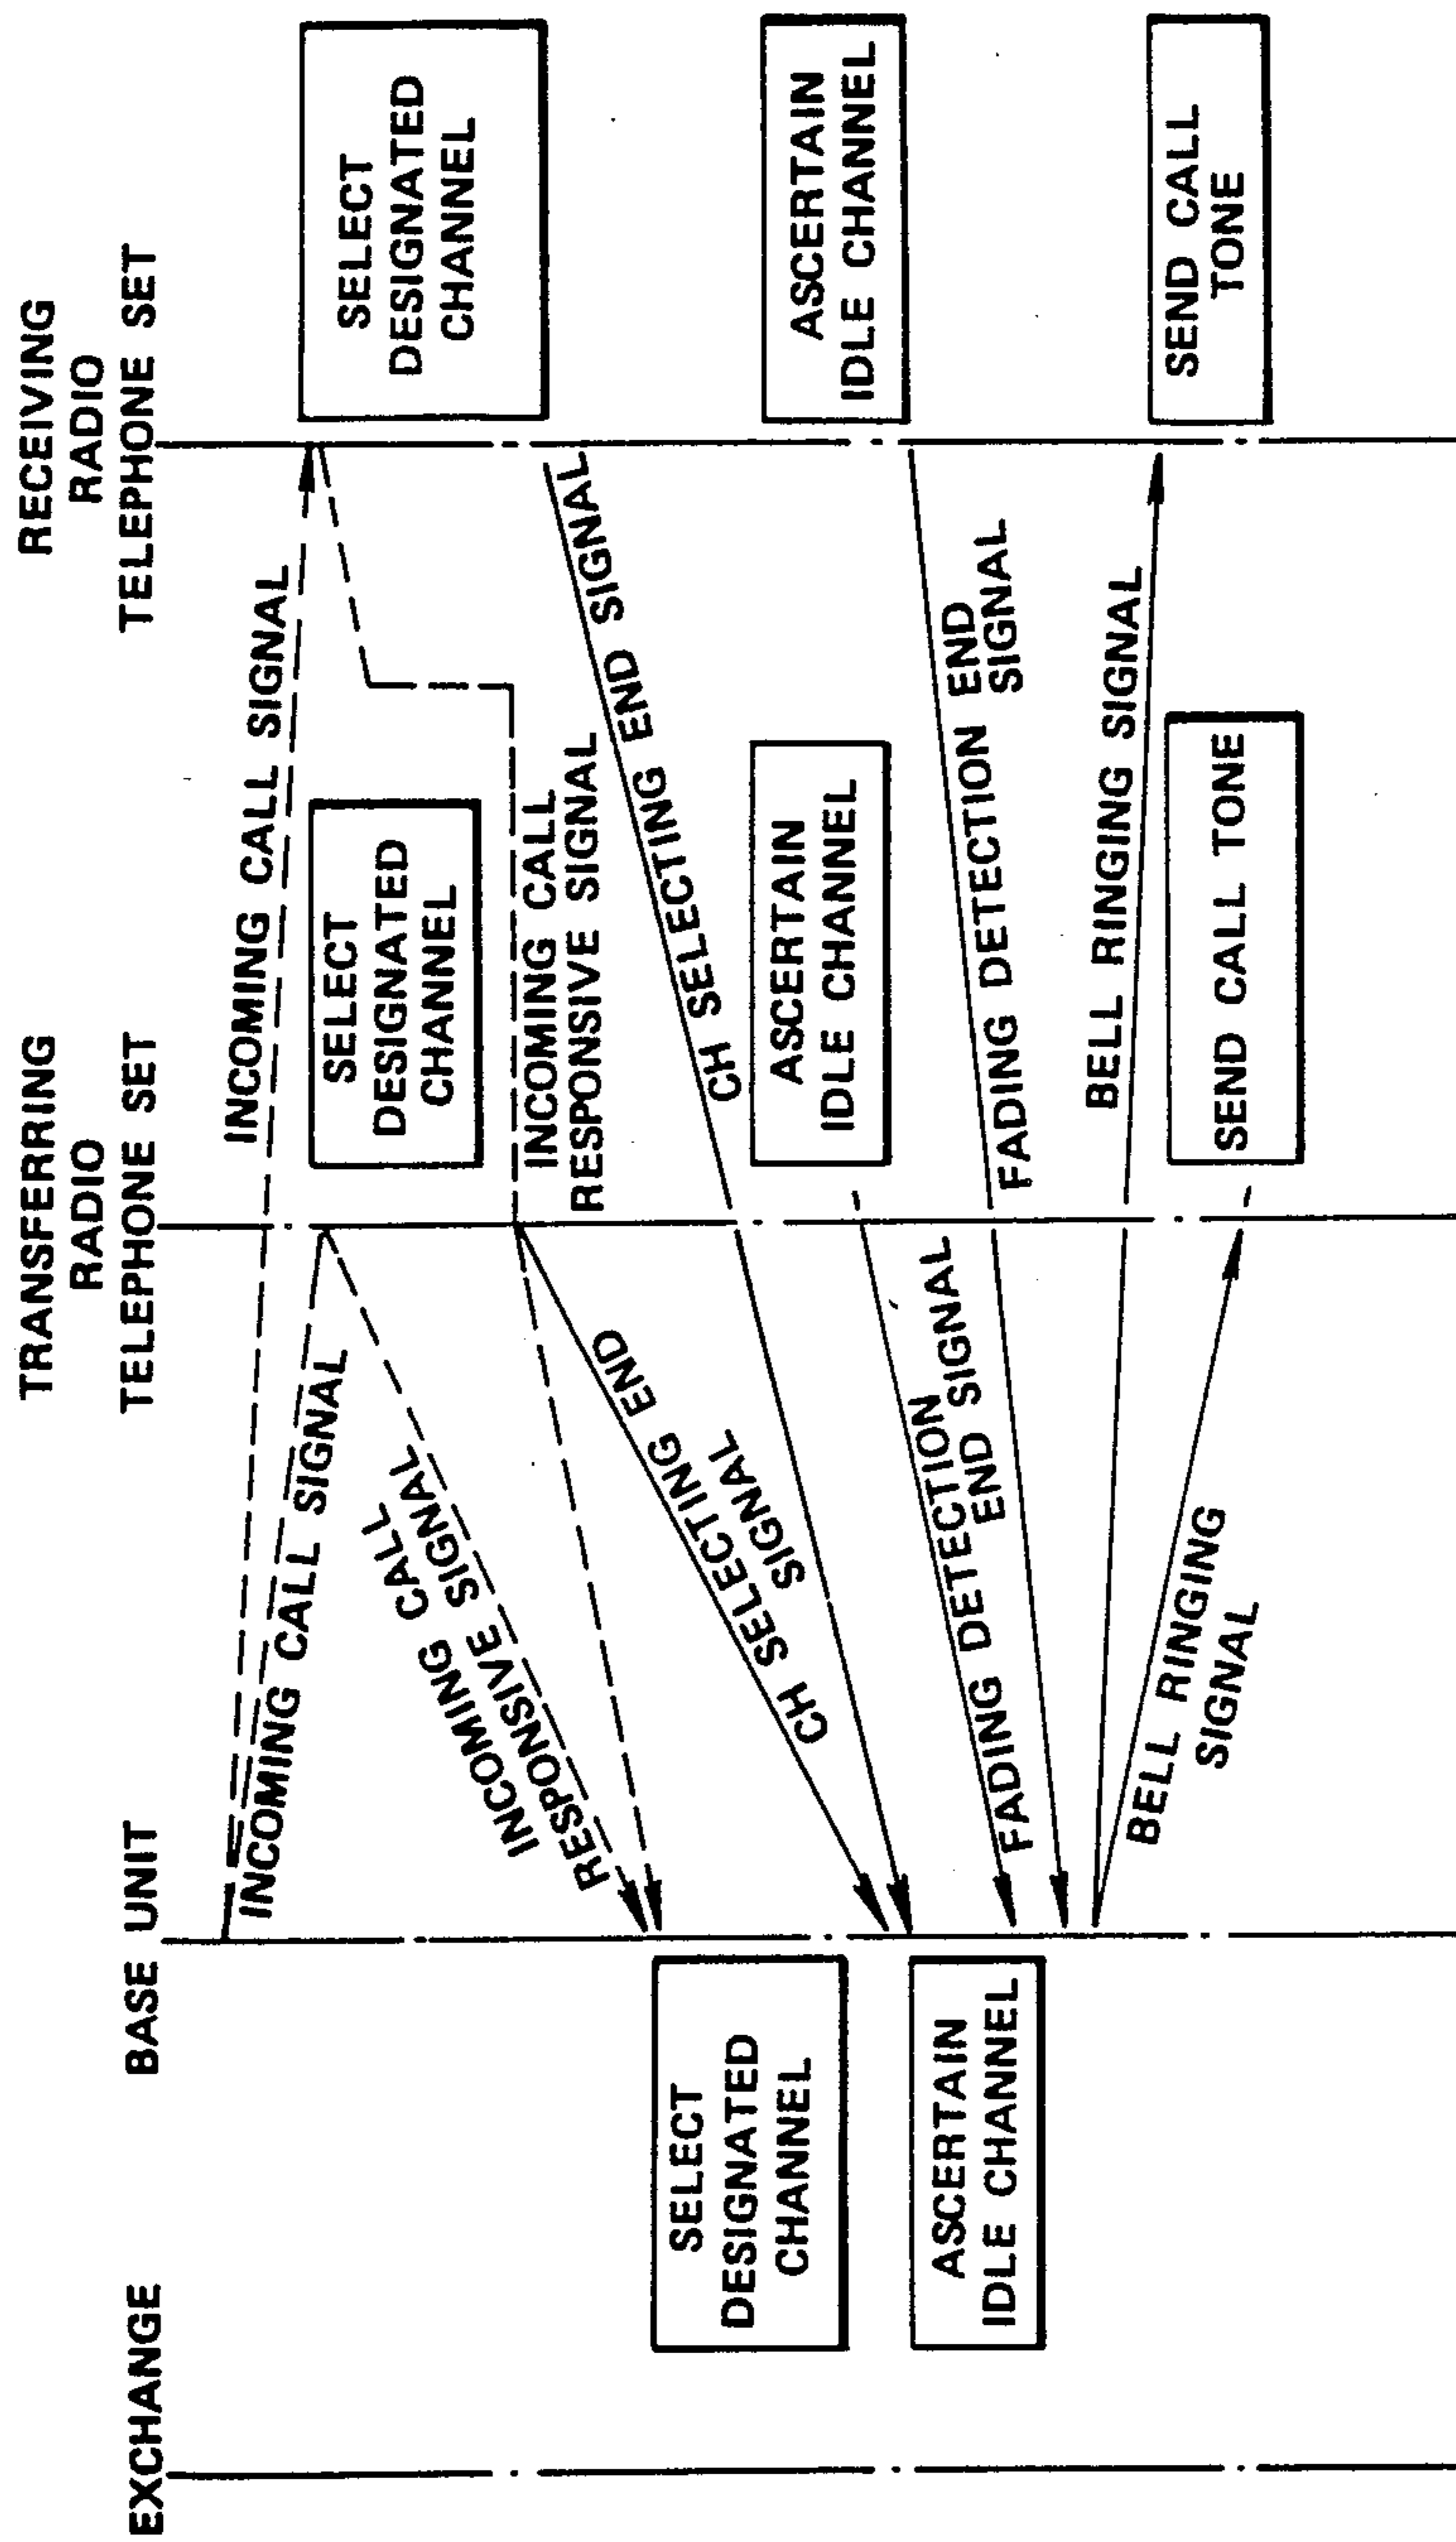 EXCHANGE
BASE UNIT
TRANSFERRING
RADIO
TELEPHONE SET
RECEIVING
RADIO
TELEPHONE SET
INCOMING CALL SIGNAL
INCOMING CALL SIGNAL
SELECT
DESIGNATED
CHANNEL
SELECT
DESIGNATED
CHANNEL
INCOMING CALL
RESPONSIVE SIGNAL
INCOMING CALL
RESPONSIVE SIGNAL
SELECT
DESIGNATED
CHANNEL
CH SELECTING END
SIGNAL
CH SELECTING END SIGNAL
ASCERTAIN
IDLE CHANNEL
ASCERTAIN
IDLE CHANNEL
ASCERTAIN
IDLE CHANNEL
FADING DETECTION
END SIGNAL
FADING DETECTION END
SIGNAL
BELL RINGING SIGNAL
BELL RINGING
SIGNAL
SEND CALL TONE
SEND CALL
TONE